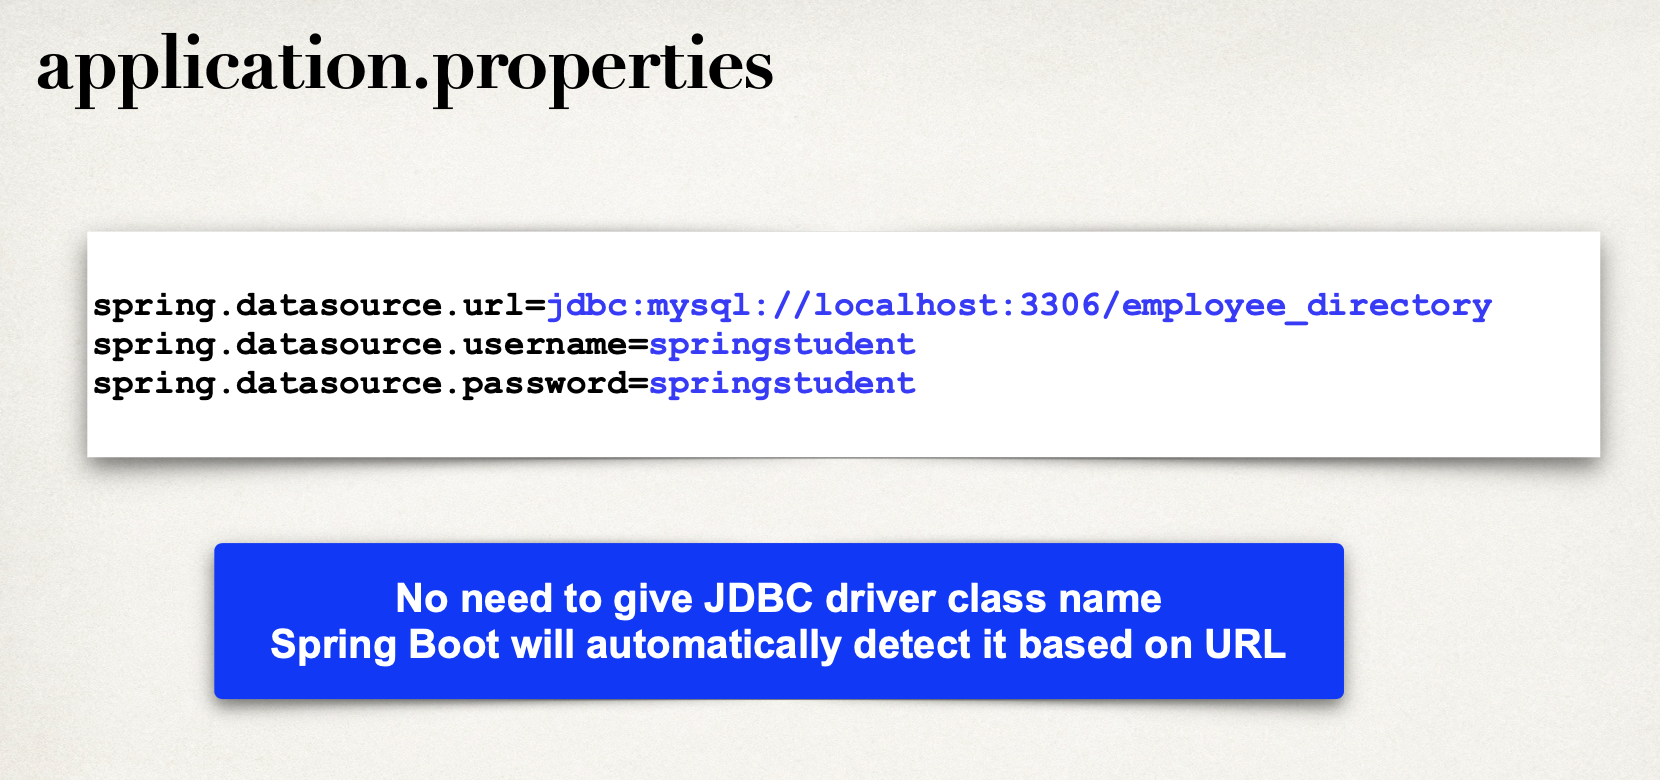 application.properties
spring.datasource.url=jdbc:mysql://localhost:3306/employee_directory
spring.datasource.username=springstudent
spring.datasource.password=springstudent
No need to give JDBC driver class name
Spring Boot will automatically detect it based on URL